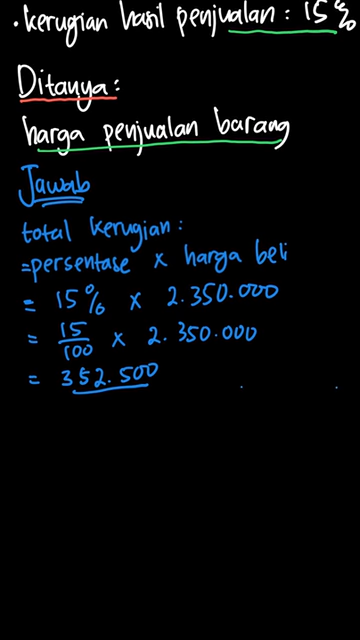 • kerugian hasil penjualan : 15%
Ditanya:
harga penjualan barang
Jawab
total kerugian :
= persentase x harga beli
= 15% x 2.350.000
= 15/100 x 2.350.000
= 352.500